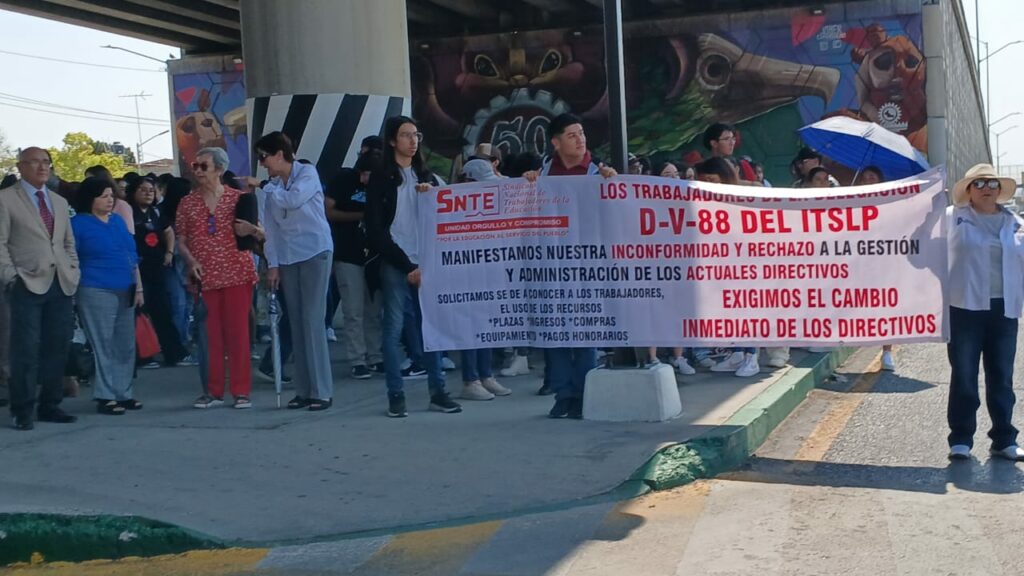 SNTE
Sindicato
Nacional de
Trabajadores de la
Educación
UNIDAD ORGULLO Y COMPROMISO
"POR LA EDUCACIÓN AL SERVICIO DEL PUEBLO"
LOS TRABAJADORES DE LA DELEGACIÓN
D-V-88 DEL ITSLP
MANIFESTAMOS NUESTRA INCONFORMIDAD Y RECHAZO A LA GESTIÓN
Y ADMINISTRACIÓN DE LOS ACTUALES DIRECTIVOS
SOLICITAMOS SE DE A CONOCER A LOS TRABAJADORES,
EL USO DE LOS RECURSOS
*PLAZAS *INGRESOS *COMPRAS
*EQUIPAMIENTO *PAGOS HONORARIOS
EXIGIMOS EL CAMBIO
INMEDIATO DE LOS DIRECTIVOS
50